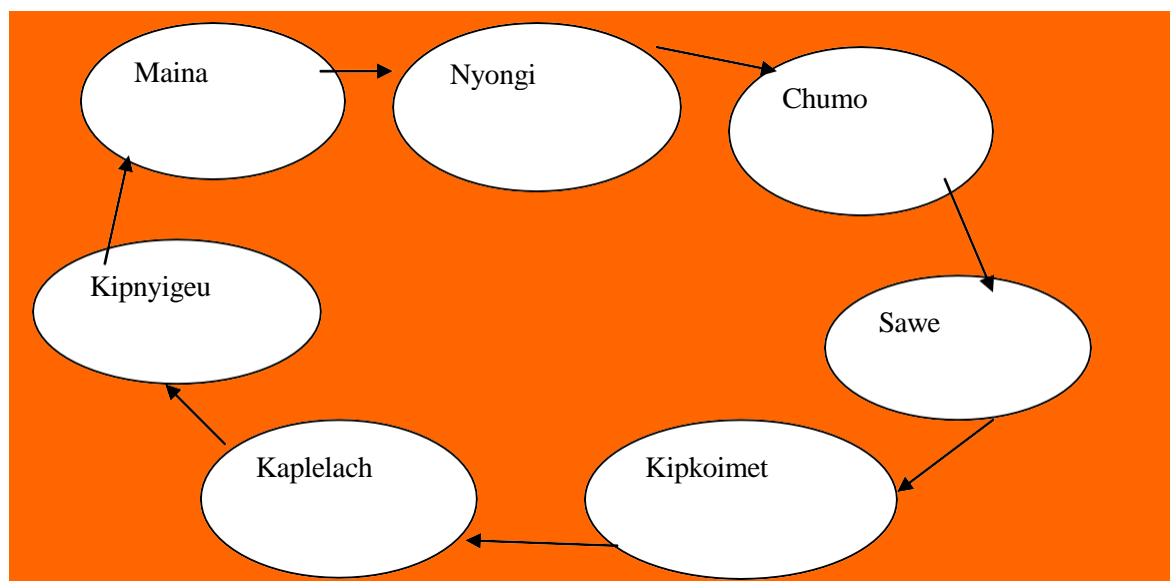 Maina
Nyongi
Chumo
Sawe
Kipkoimet
Kaplelach
Kipnyigeu